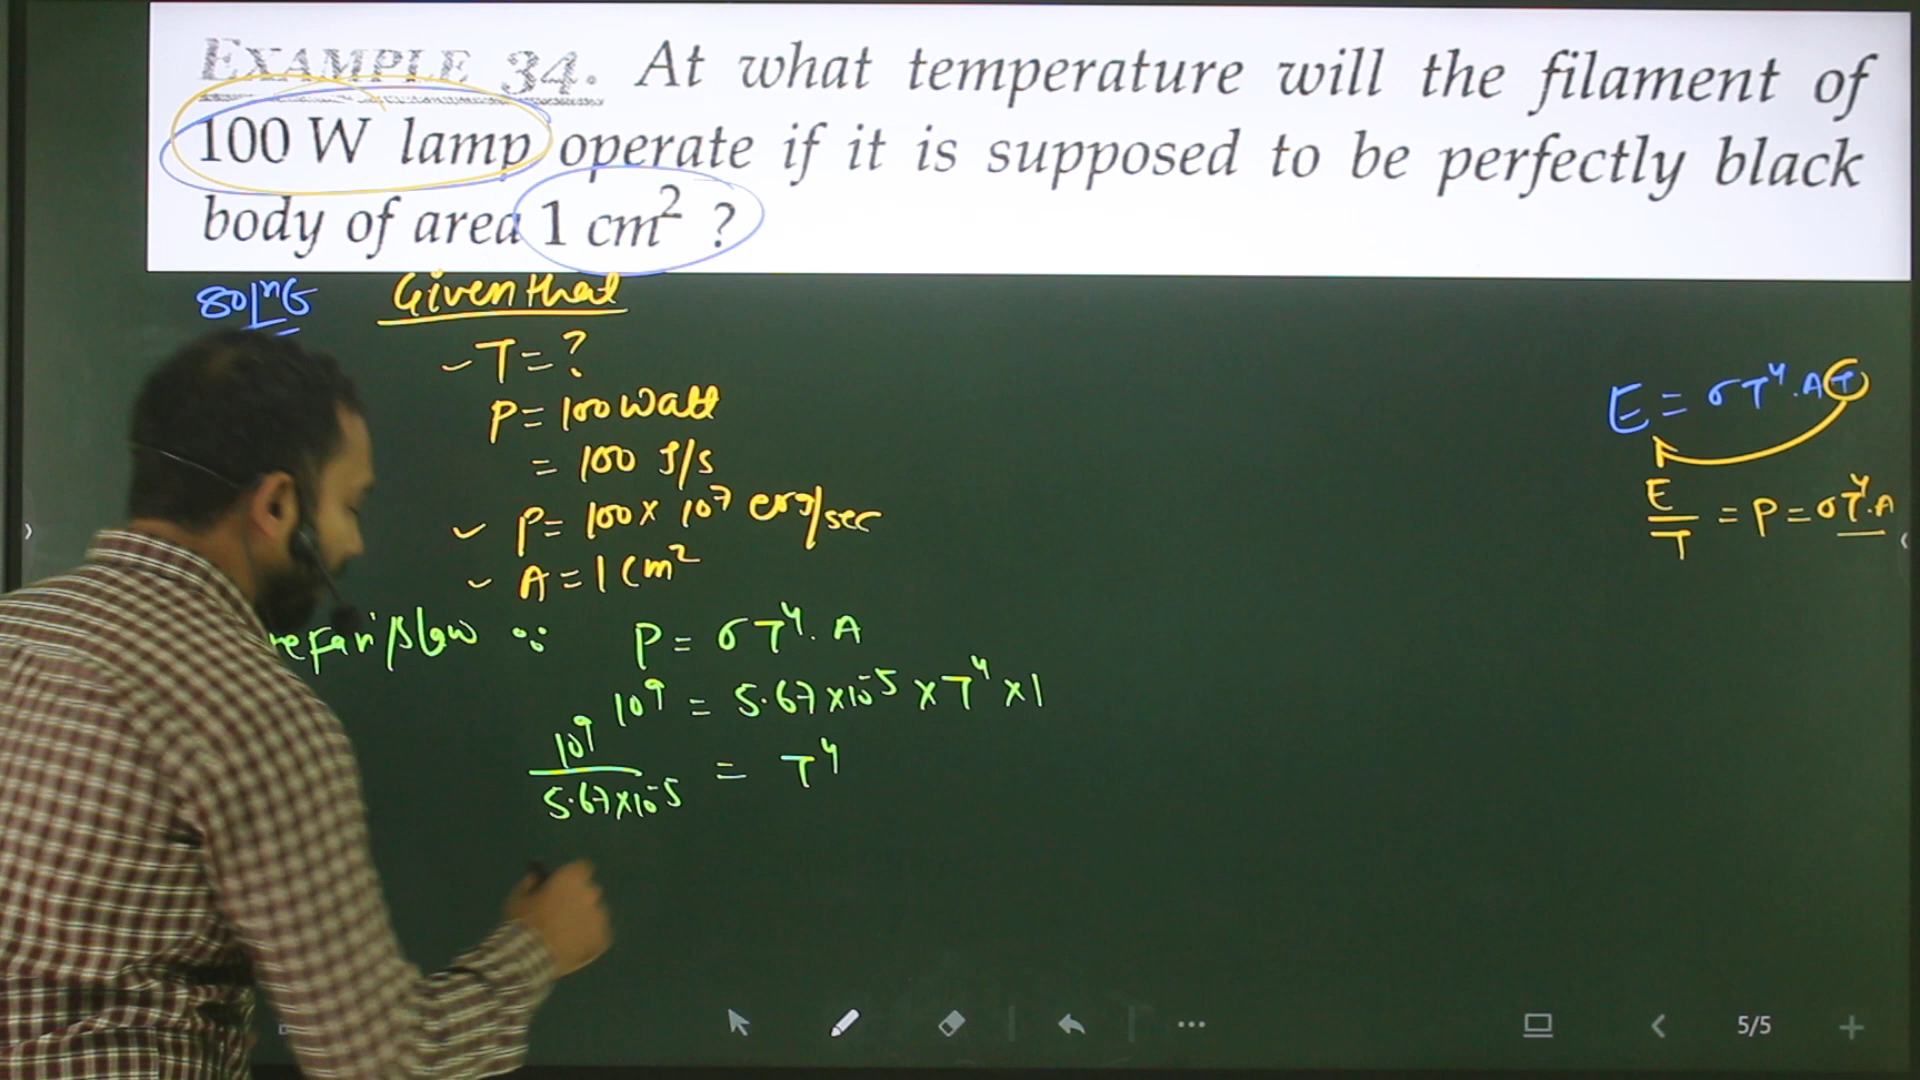 EXAMPLE 34. At what temperature will the filament of
100 W lamp operate if it is supposed to be perfectly black
body of area 1 cm² ?
Solⁿ Given that
- T = ?
P = 100 Watt
= 100 J/s
P = 100 × 10⁷ erg/sec
A = 1 cm²
law ∵ P = σT⁴. A
10⁹ = 5.67 × 10⁻⁵ × T⁴ × 1
10⁹ / 5.67×10⁻⁵ = T⁴
E = σT⁴. A T
E / T = P = σT⁴. A
5/5